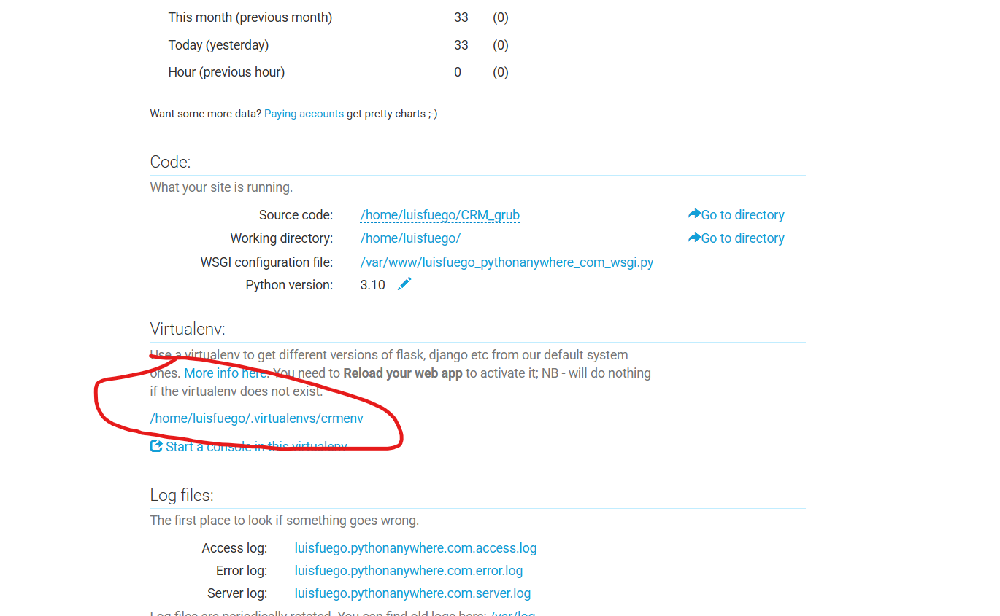 This month (previous month) 33 (0)
Today (yesterday) 33 (0)
Hour (previous hour) 0 (0)
Want some more data? Paying accounts get pretty charts ;-)
Code:
What your site is running.
Source code: /home/luisfuego/CRM_grub Go to directory
Working directory: /home/luisfuego/ Go to directory
WSGI configuration file: /var/www/luisfuego_pythonanywhere_com_wsgi.py
Python version: 3.10
Virtualenv:
Use a virtualenv to get different versions of flask, django etc from our default system
ones. More info here. You need to Reload your web app to activate it; NB - will do nothing
if the virtualenv does not exist.
/home/luisfuego/.virtualenvs/crmenv
Start a console in this virtualenv
Log files:
The first place to look if something goes wrong.
Access log: luisfuego.pythonanywhere.com.access.log
Error log: luisfuego.pythonanywhere.com.error.log
Server log: luisfuego.pythonanywhere.com.server.log
Log files are periodically rotated. You can find old logs here: /var/log